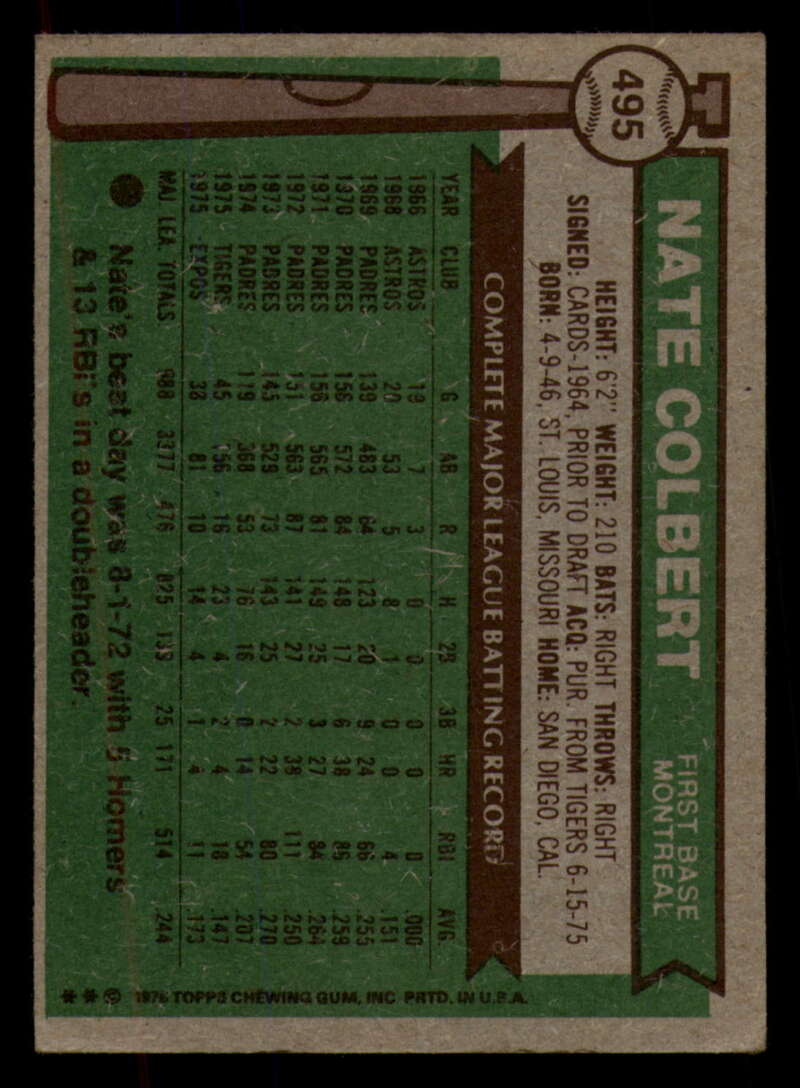 495
NATE COLBERT
FIRST BASE
MONTREAL
HEIGHT: 6'2" WEIGHT: 210 BATS: RIGHT THROWS: RIGHT
SIGNED: CARDS-1964, PRIOR TO DRAFT ACQ: PUR. FROM TIGERS 6-15-75
BORN: 4-9-46, ST. LOUIS, MISSOURI HOME: SAN DIEGO, CAL.
COMPLETE MAJOR LEAGUE BATTING RECORD
YEAR CLUB G AB R H 2B 3B HR RBI AVG.
1966 ASTROS 19 7 3 0 0 0 0 0 .000
1968 ASTROS 20 53 5 8 1 0 0 4 .151
1969 PADRES 139 483 64 123 20 9 24 66 .255
1970 PADRES 156 572 84 148 17 6 38 86 .259
1971 PADRES 156 565 81 149 25 3 27 84 .264
1972 PADRES 151 563 87 141 27 2 38 111 .250
1973 PADRES 145 529 73 143 25 2 22 80 .270
1974 PADRES 119 368 53 76 16 0 14 54 .207
1975 TIGERS 45 156 16 23 4 2 4 18 .147
1975 EXPOS 38 81 10 14 4 1 4 11 .173
MAJ. LEA. TOTALS 988 3377 476 825 139 25 171 514 .244
Nate's best day was 8-1-72 with 5 Homers
& 13 RBI's in a doubleheader.
**© 1976 TOPPS CHEWING GUM, INC. PRTD. IN U.S.A.